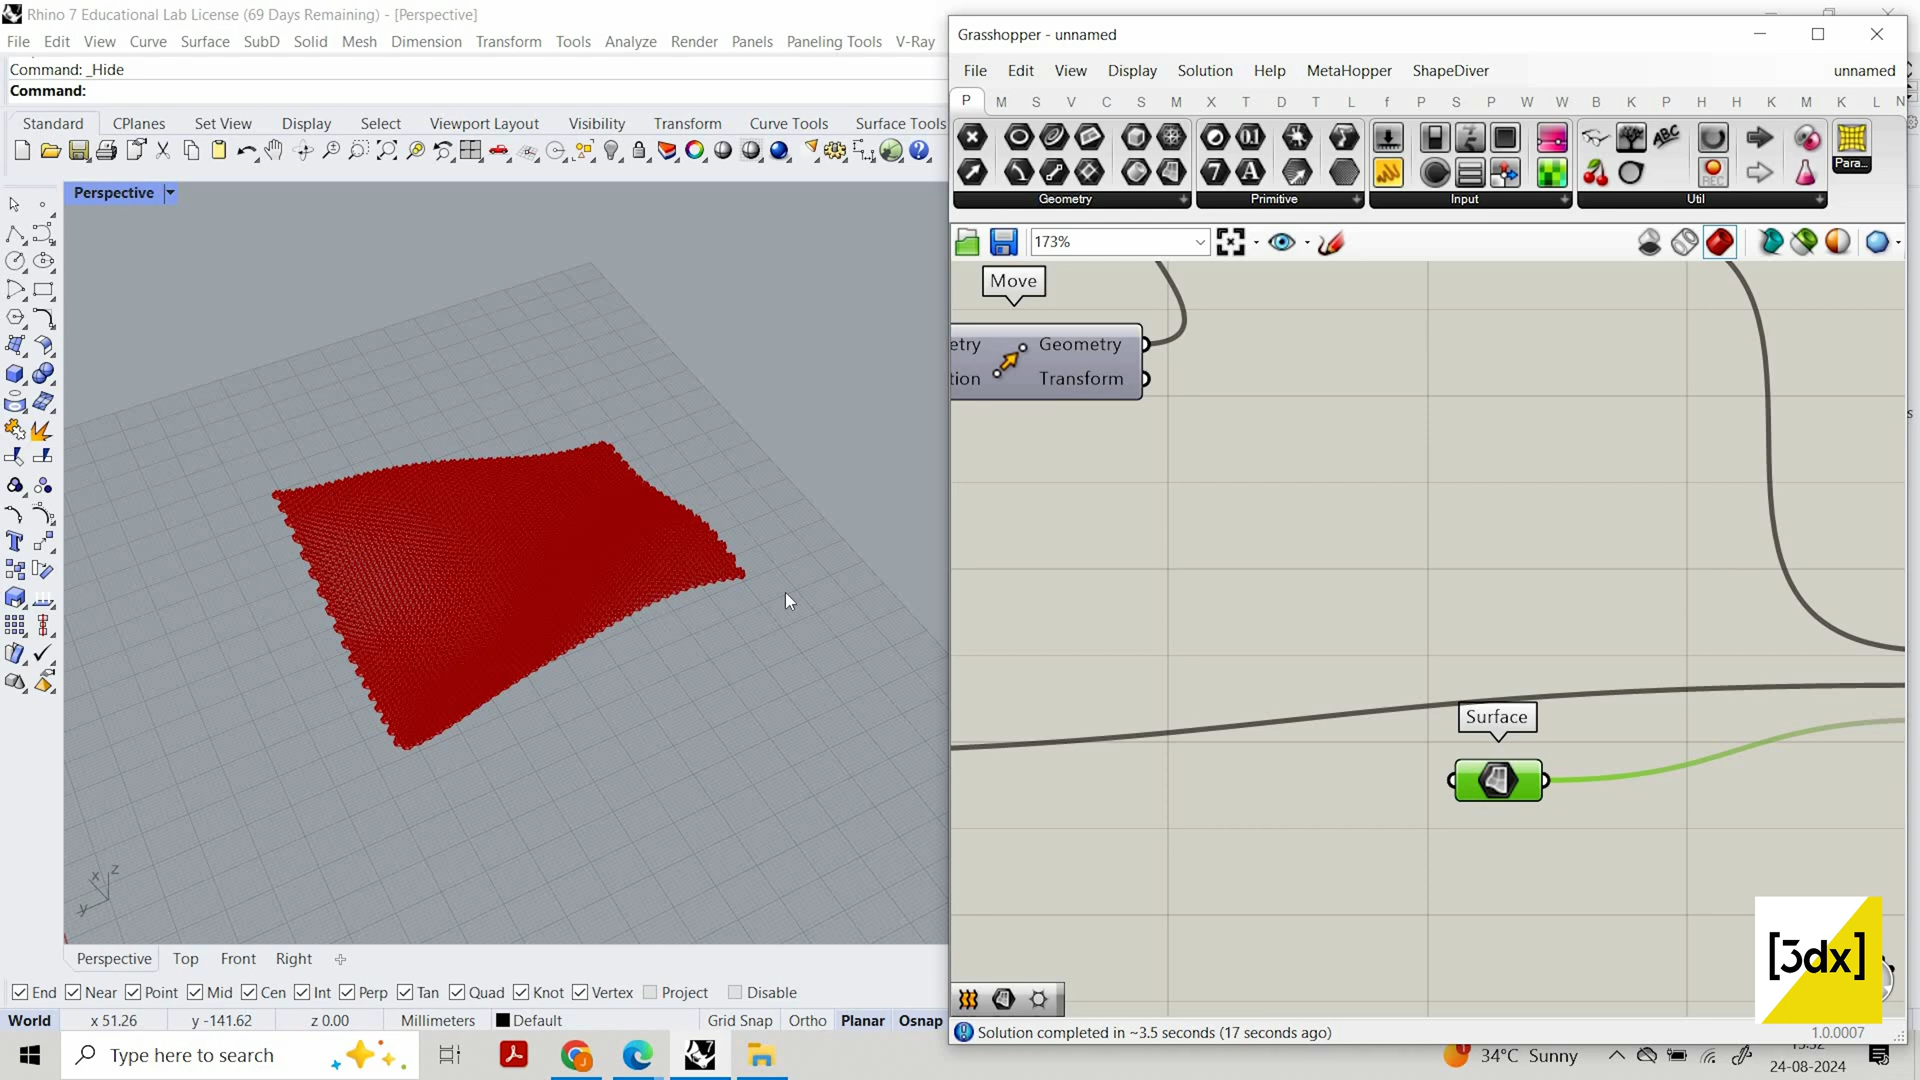 Rhino 7 Educational Lab License (69 Days Remaining) - [Perspective]
File Edit View Curve Surface SubD Solid Mesh Dimension Transform Tools Analyze Render Panels Paneling Tools V-Ray
Command: _Hide
Command:
Standard CPlanes Set View Display Select Viewport Layout Visibility Transform Curve Tools Surface Tools
Perspective
x
z
y
Perspective Top Front Right
End Near Point Mid Cen Int Perp Tan Quad Knot Vertex Project Disable
World x 51.26 y -141.62 z 0.00 Millimeters Default Grid Snap Ortho Planar Osnap
Grasshopper - unnamed
File Edit View Display Solution Help MetaHopper ShapeDiver unnamed
P M S V C S M X T D T L f P S P W W B K P H H K M K L N
Geometry Primitive Input Util
Para...
173%
Move
etry Geometry
tion Transform
Surface
[3dx]
Solution completed in ~3.5 seconds (17 seconds ago) 1.0.0007
Type here to search
34°C Sunny
24-08-2024